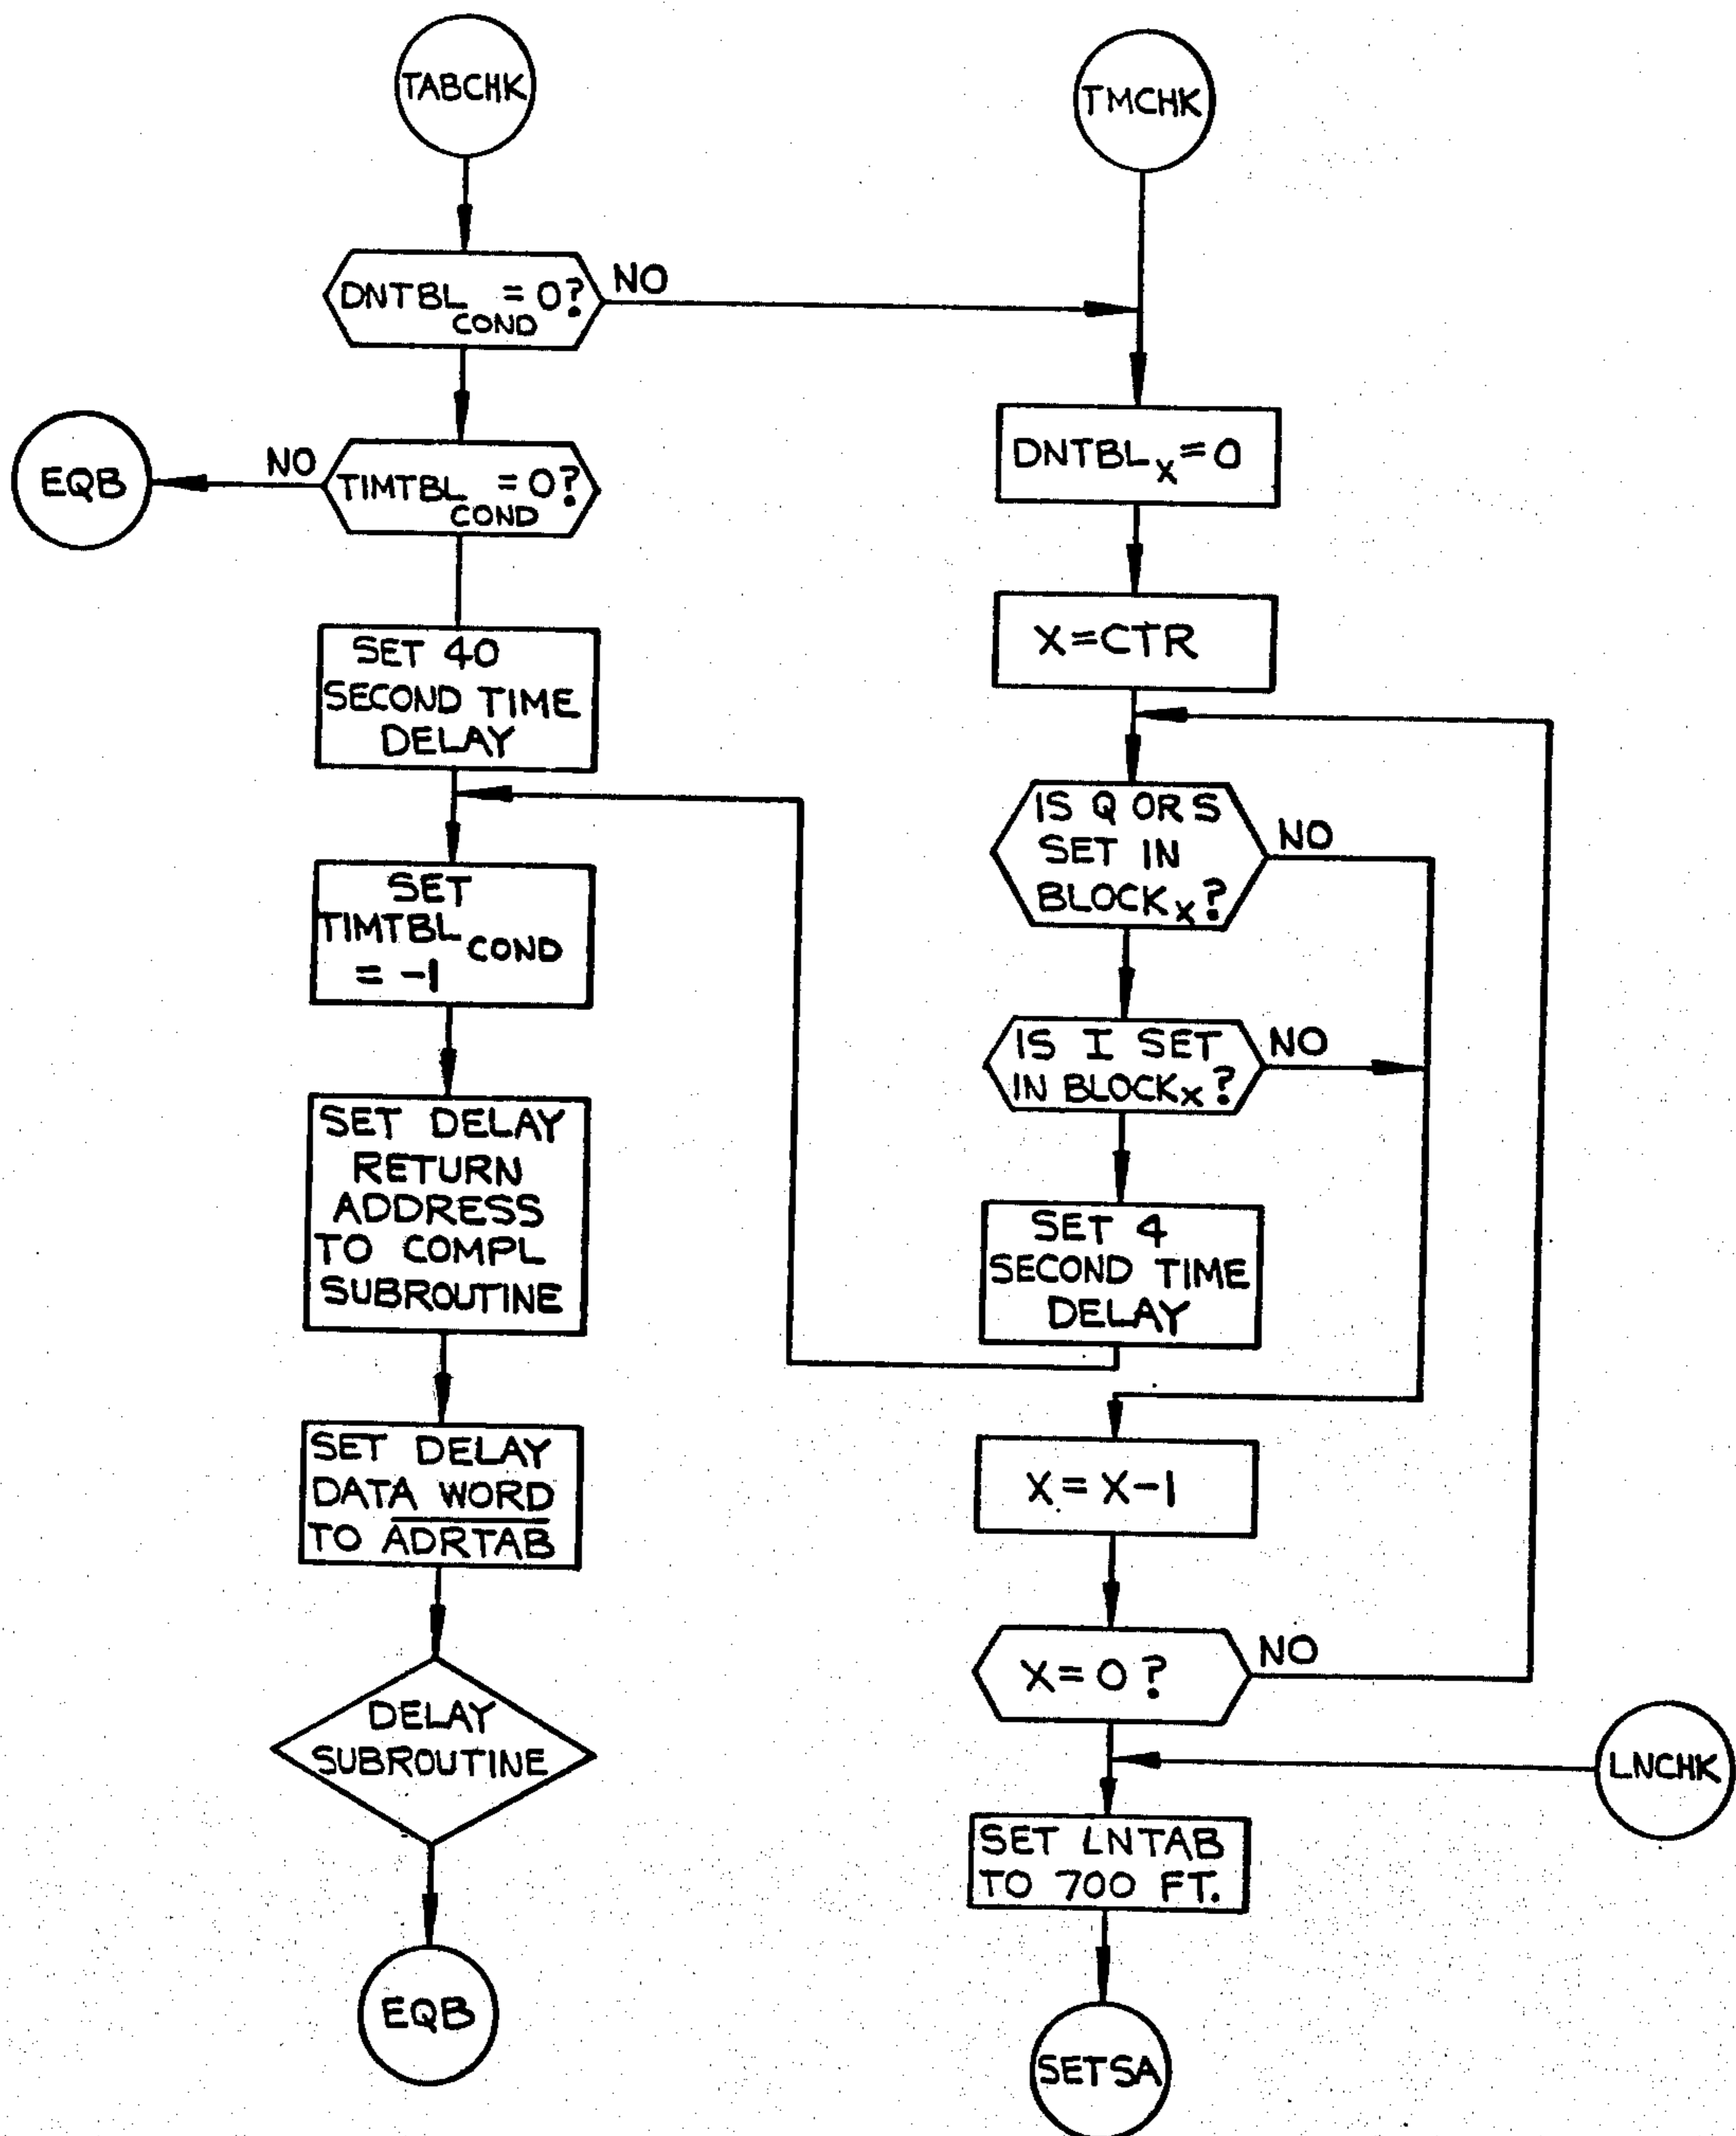 TABCHK
DNTBL COND = 0?
NO
TIMTBL COND = 0?
NO
EQB
SET 40
SECOND TIME
DELAY
SET
TIMTBL COND
= -1
SET DELAY
RETURN
ADDRESS
TO COMPL
SUBROUTINE
SET DELAY
DATA WORD
TO ADRTAB
DELAY
SUBROUTINE
EQB
TMCHK
DNTBLX = 0
X = CTR
IS Q OR S
SET IN
BLOCKX?
NO
IS I SET
IN BLOCKX?
NO
SET 4
SECOND TIME
DELAY
X = X-1
X = 0?
NO
LNCHK
SET LNTAB
TO 700 FT.
SETSA